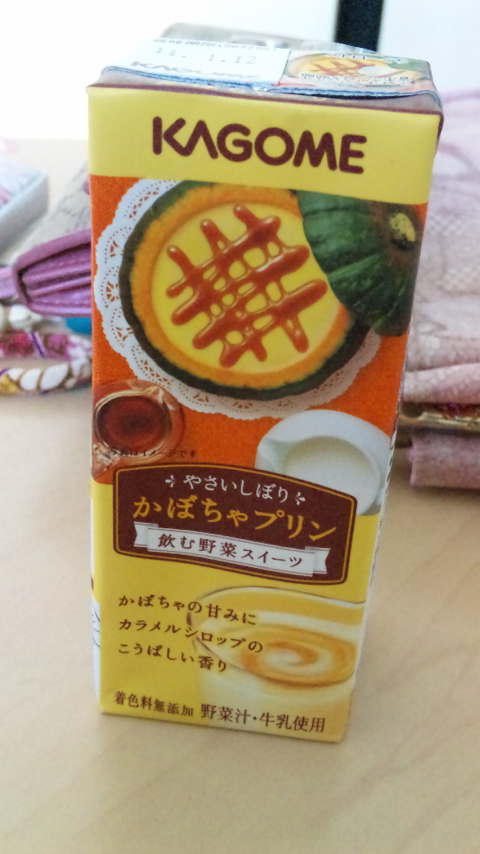 11. 1.12
KAGOME
KAGOME
やさいしぼり
かぼちゃプリン
飲む野菜スイーツ
かぼちゃの甘みに
カラメルシロップの
こうばしい香り
着色料無添加 野菜汁・牛乳使用